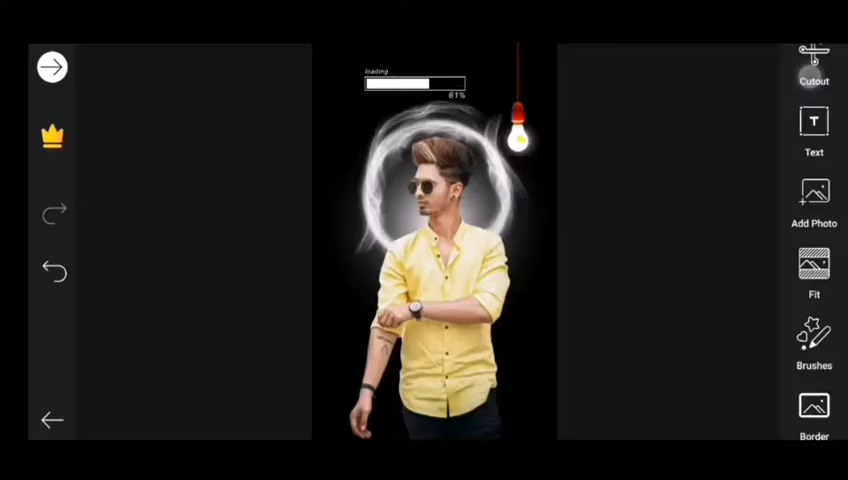 loading
61%
Cutout
T
Text
Add Photo
Fit
Brushes
Border